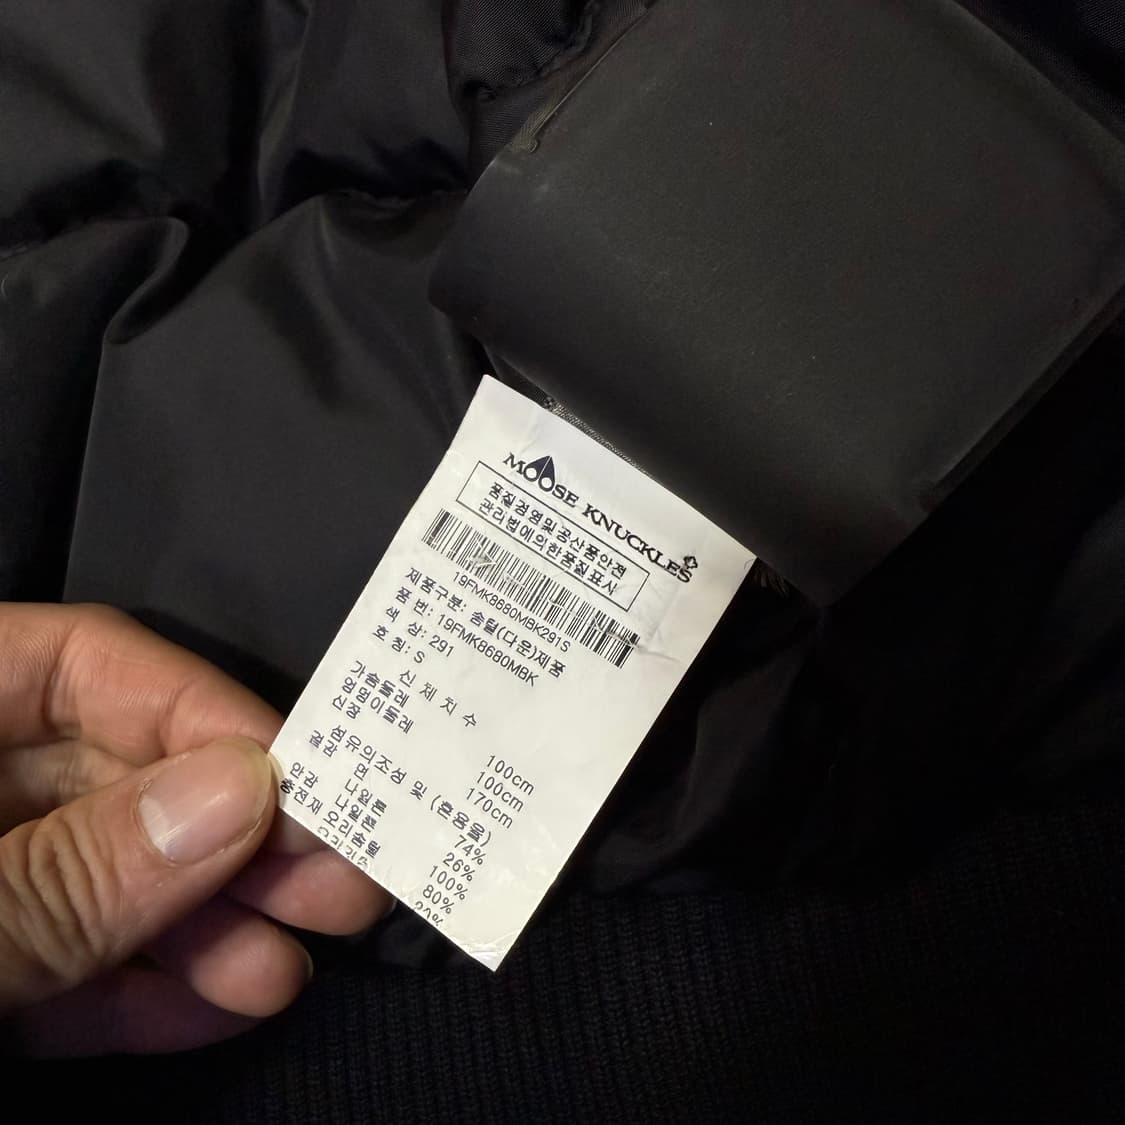 MOOSE KNUCKLES
품질경영및공산품안전
관리법에의한품질표시
19FMK8680MBK291S
제품구분: 솜털(다운)제품
품 번: 19FMK8680MBK
색 상: 291
호 칭: S
신 체 치 수
가슴둘레 100cm
엉덩이둘레 100cm
신장 170cm
섬유의조성 및 (혼용율)
겉감 면 74%
나일론 26%
안감 나일론 100%
충전재 오리솜털 80%
20%